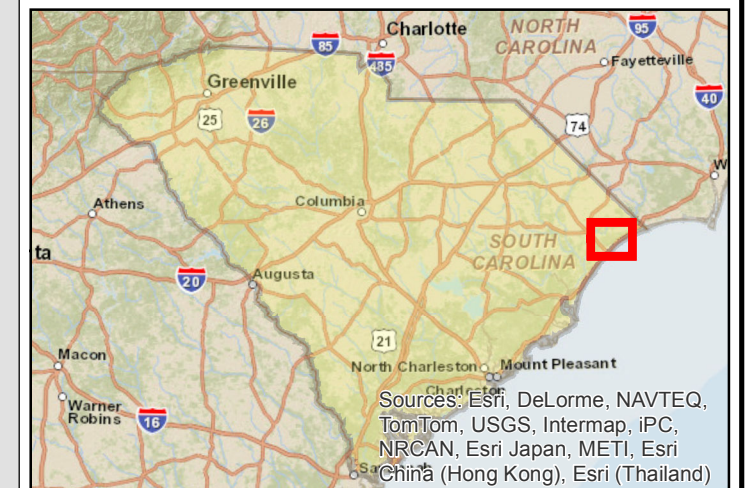 Charlotte
NORTH
CAROLINA
95
85
485
Fayetteville
Greenville
40
25
26
74
W
Athens
Columbia
ta
SOUTH
CAROLINA
20
Augusta
21
Macon
North Charleston
Mount Pleasant
Charleston
Warner
Robins
16
Sources: Esri, DeLorme, NAVTEQ,
TomTom, USGS, Intermap, iPC,
NRCAN, Esri Japan, METI, Esri
China (Hong Kong), Esri (Thailand)